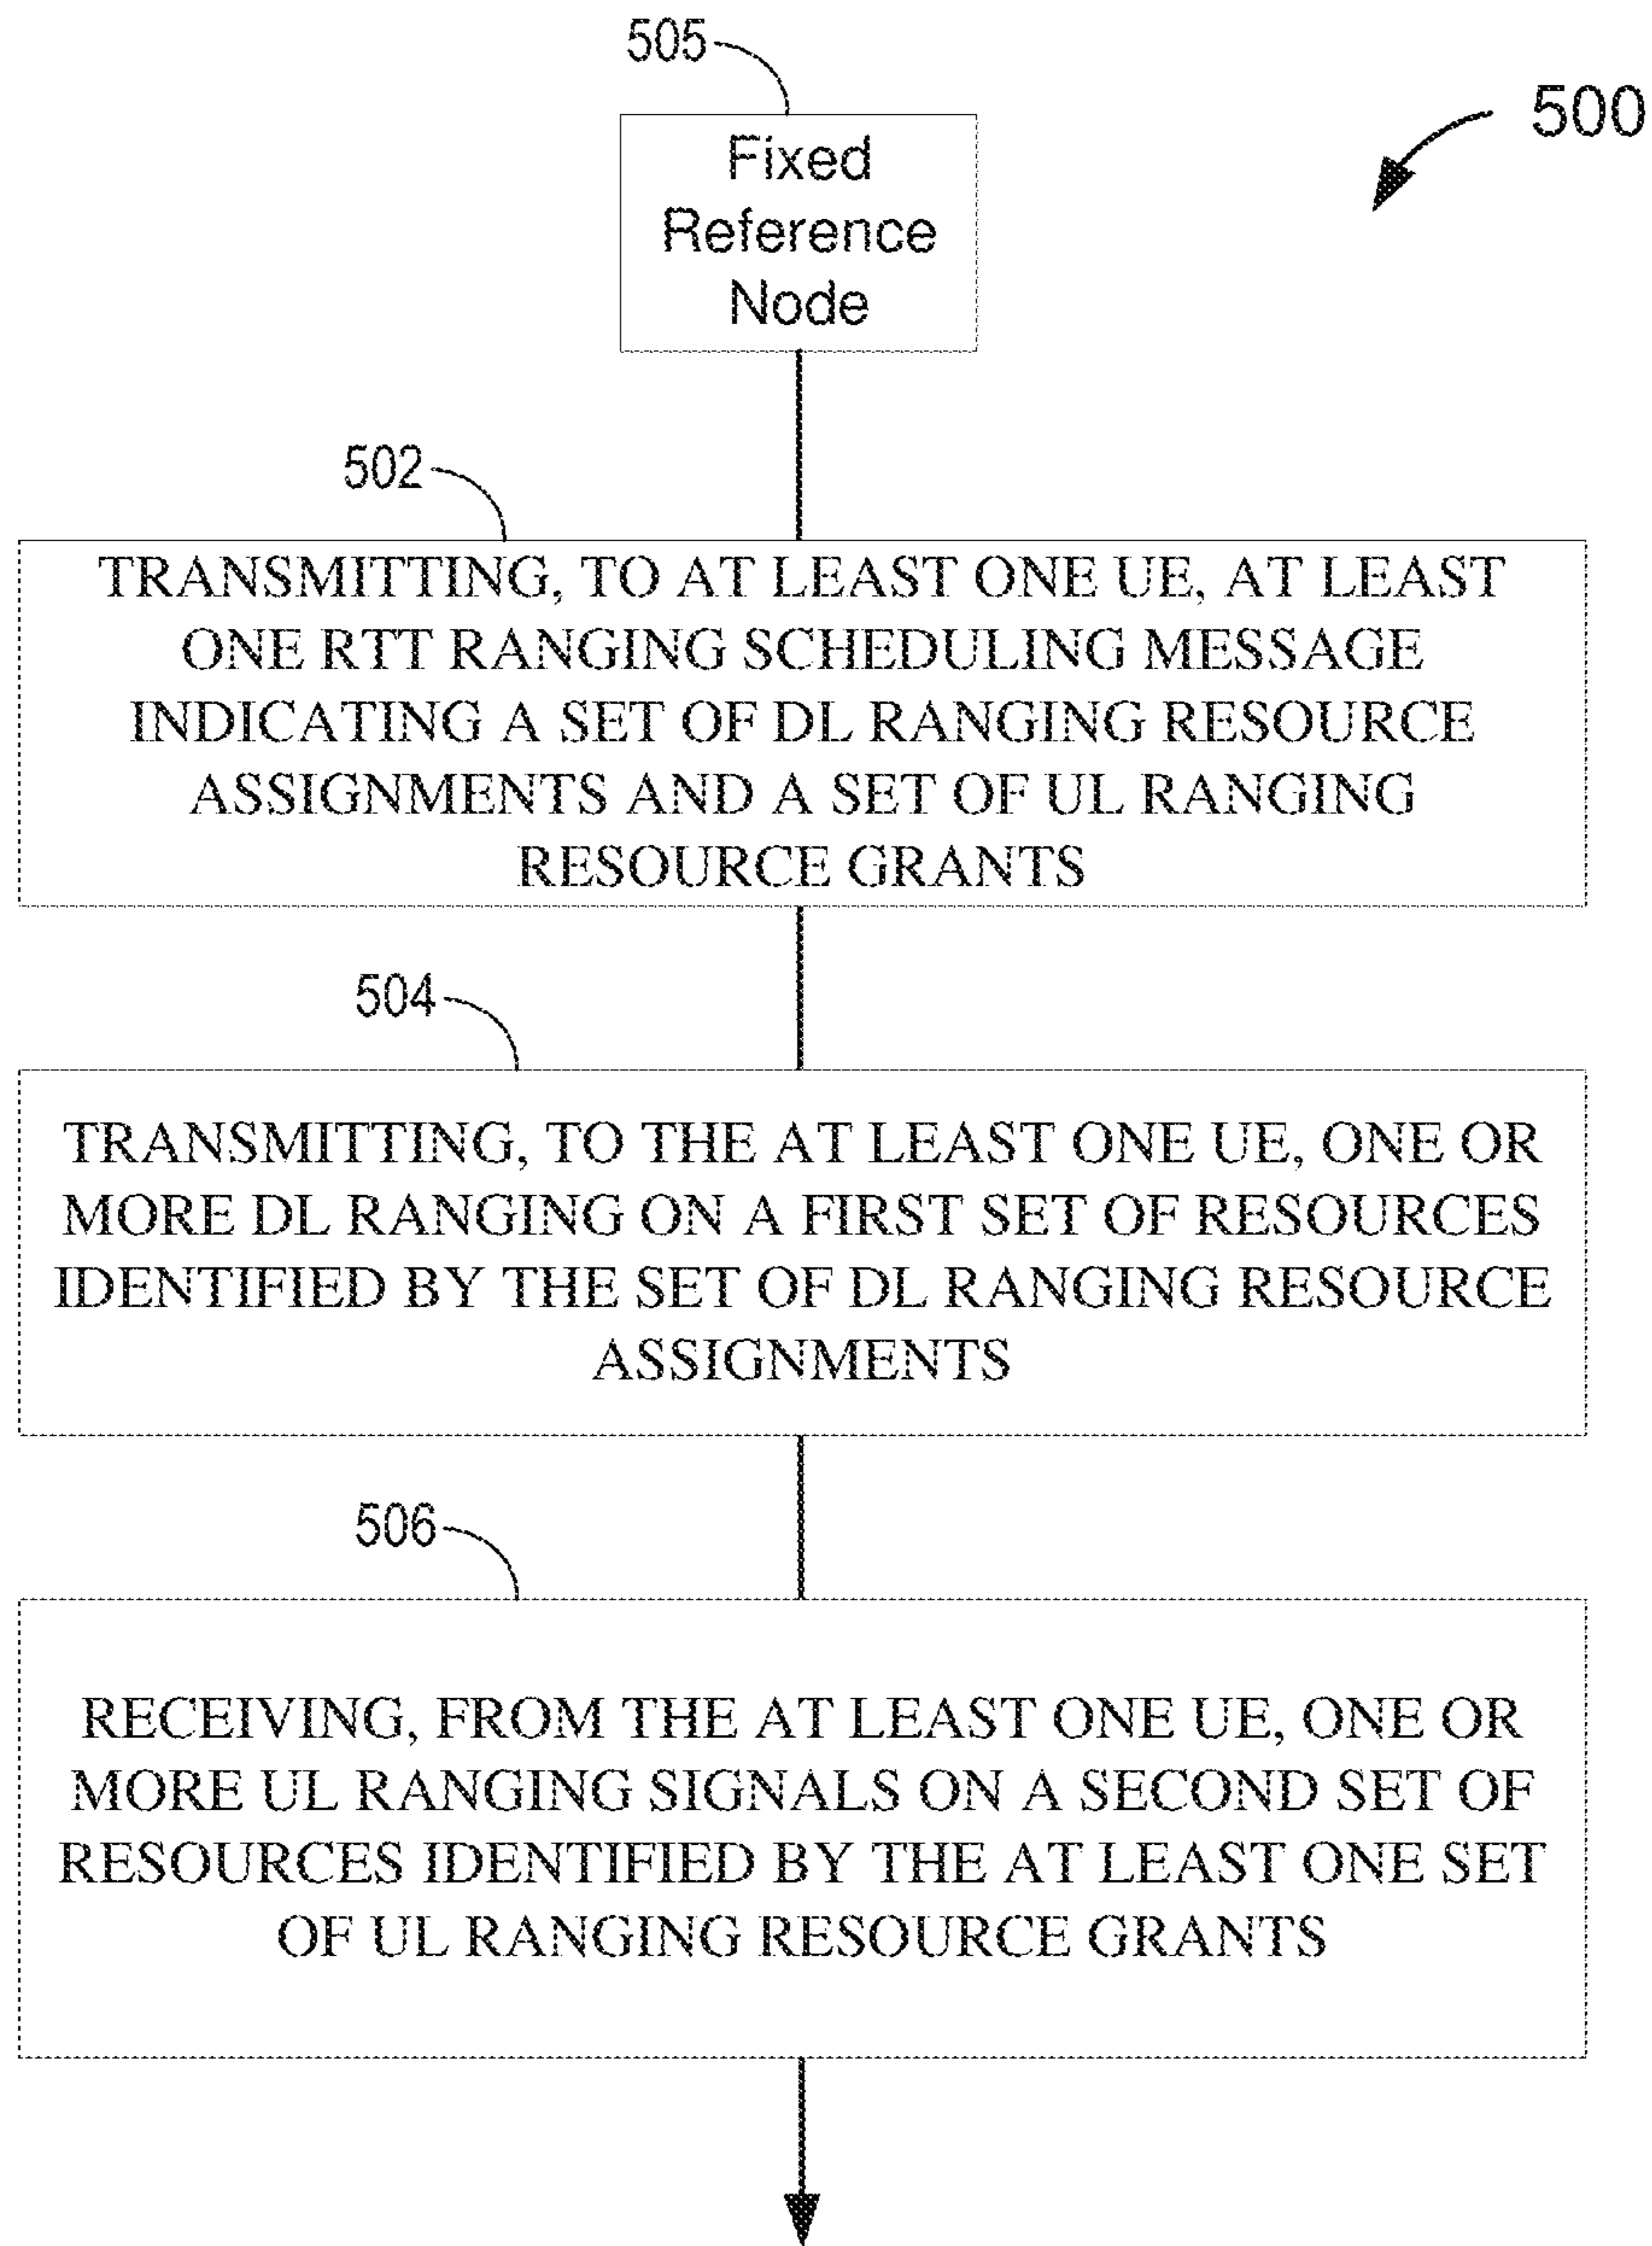 505
500
Fixed
Reference
Node
502
TRANSMITTING, TO AT LEAST ONE UE, AT LEAST
ONE RTT RANGING SCHEDULING MESSAGE
INDICATING A SET OF DL RANGING RESOURCE
ASSIGNMENTS AND A SET OF UL RANGING
RESOURCE GRANTS
504
TRANSMITTING, TO THE AT LEAST ONE UE, ONE OR
MORE DL RANGING ON A FIRST SET OF RESOURCES
IDENTIFIED BY THE SET OF DL RANGING RESOURCE
ASSIGNMENTS
506
RECEIVING, FROM THE AT LEAST ONE UE, ONE OR
MORE UL RANGING SIGNALS ON A SECOND SET OF
RESOURCES IDENTIFIED BY THE AT LEAST ONE SET
OF UL RANGING RESOURCE GRANTS